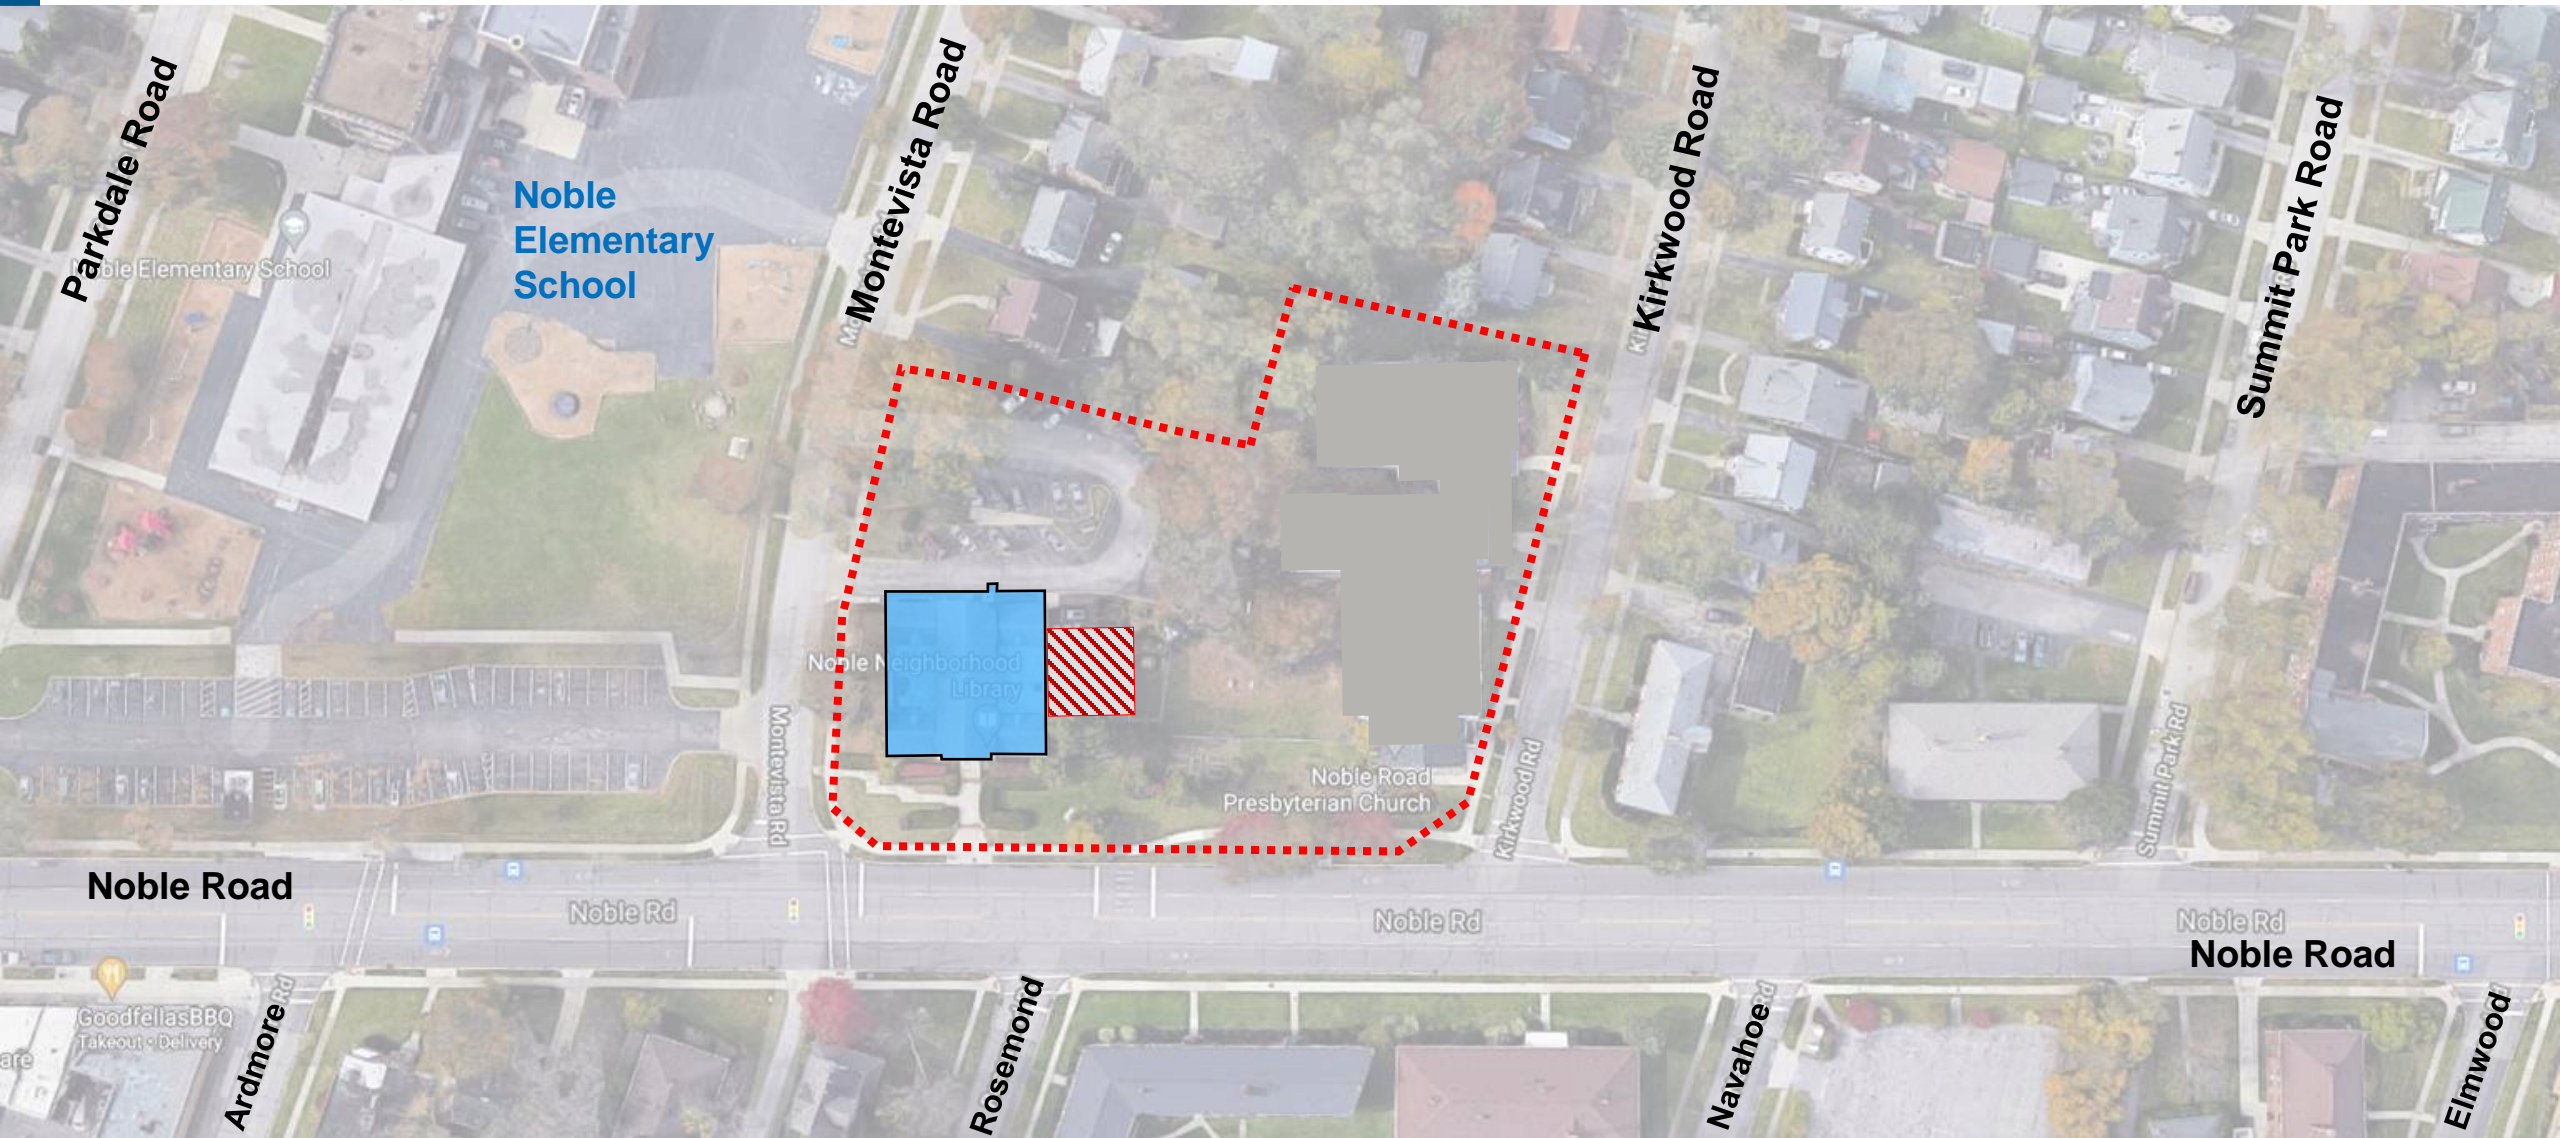 Parkdale Road
Montevista Road
Kirkwood Road
Summit Park Road
Noble
Elementary
School
Noble Elementary School
Noble Neighborhood
Library
Montevista Rd
Noble Road
Presbyterian Church
Kirkwood Rd
Summit Park Rd
Noble Road
Noble Rd
Noble Rd
Noble Rd
Noble Road
GoodfellasBBQ
Takeout • Delivery
Ardmore Rd
Rosemond
Navahoe
Elmwood